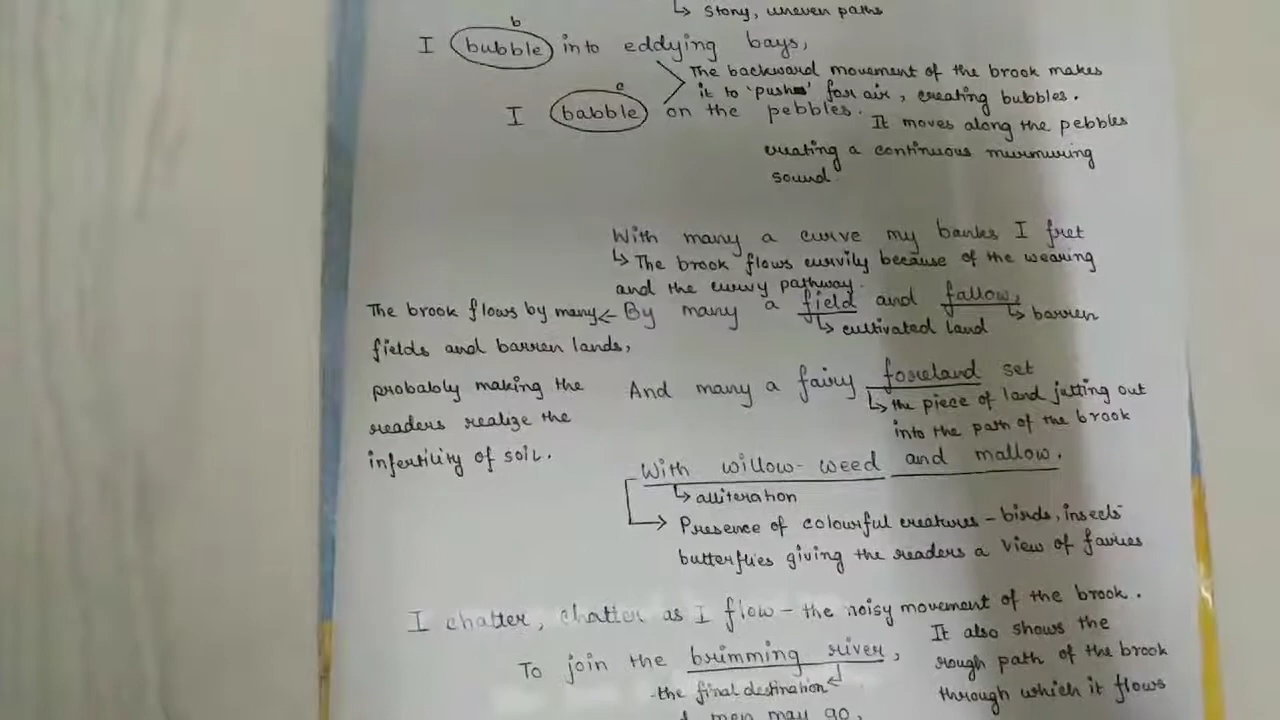 ↳ stony, uneven paths
b
I bubble into eddying bays,
The backward movement of the brook makes
it to 'push' for air, creating bubbles.
c
I babble on the pebbles.
It moves along the pebbles
creating a continuous murmuring
sound.
With many a curve my banks I fret
↳ The brook flows curvily because of the wearing
and the curvy pathway.
By many a field and fallow,
↳ cultivated land
↳ barren
The brook flows by many
fields and barren lands,
probably making the
readers realize the
infertility of soil.
And many a fairy foreland set
↳ the piece of land jutting out
into the path of the brook
With willow-weed and mallow.
↳ alliteration
→ Presence of colourful creatures - birds, insects
butterflies giving the readers a view of fairies
I chatter, chatter as I flow - the noisy movement of the brook.
It also shows the
rough path of the brook
through which it flows
To join the brimming river,
- the final destination
men may go,